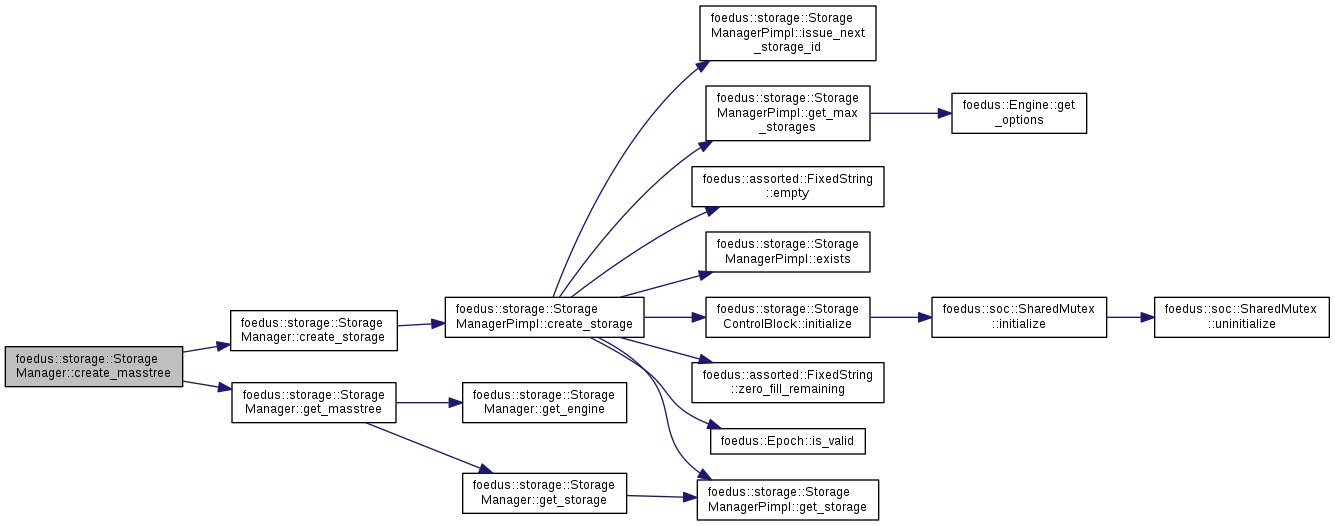 foedus::storage::Storage
ManagerPimpl::issue_next
_storage_id
foedus::storage::Storage
ManagerPimpl::get_max
_storages
foedus::Engine::get
_options
foedus::assorted::FixedString
::empty
foedus::storage::Storage
ManagerPimpl::exists
foedus::storage::Storage
ManagerPimpl::create_storage
foedus::storage::Storage
ControlBlock::initialize
foedus::soc::SharedMutex
::initialize
foedus::soc::SharedMutex
::uninitialize
foedus::storage::Storage
Manager::create_storage
foedus::storage::Storage
Manager::create_masstree
foedus::assorted::FixedString
::zero_fill_remaining
foedus::storage::Storage
Manager::get_masstree
foedus::storage::Storage
Manager::get_engine
foedus::Epoch::is_valid
foedus::storage::Storage
Manager::get_storage
foedus::storage::Storage
ManagerPimpl::get_storage